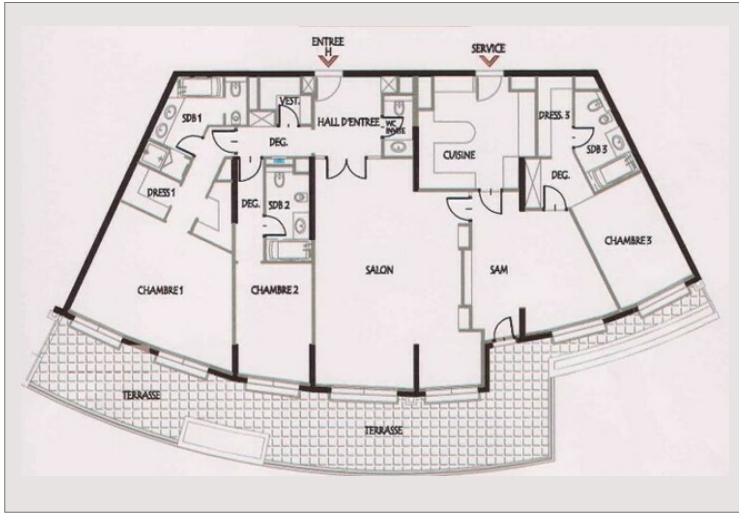 ENTREE
H
SERVICE
VEST.
SDB 1
HALL D'ENTREE
WC
INVITE
DRESS. 3
DEG.
CUISINE
SDB 3
DEG.
DRESS 1
DEG.
SDB 2
CHAMBRE 3
SALON
SAM
CHAMBRE 1
CHAMBRE 2
TERRASSE
TERRASSE